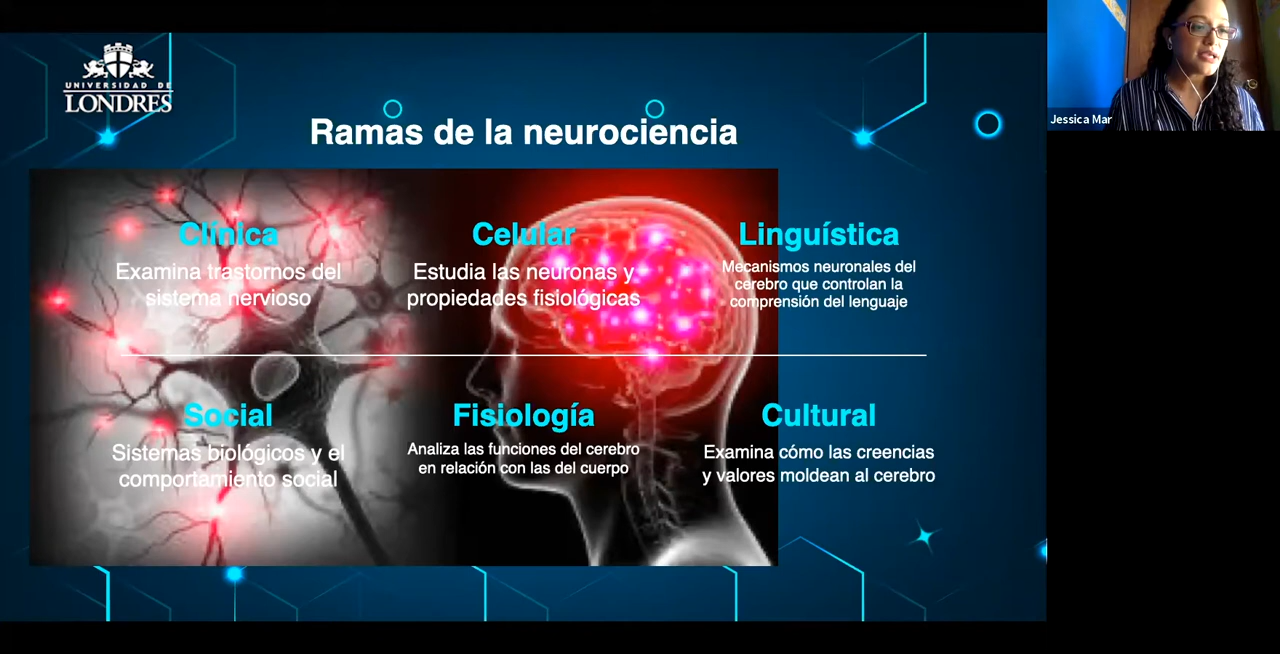 UNIVERSIDAD DE
LONDRES
Ramas de la neurociencia
Clínica
Examina trastornos del
sistema nervioso
Celular
Estudia las neuronas y
propiedades fisiológicas
Linguística
Mecanismos neuronales del
cerebro que controlan la
comprensión del lenguaje
Social
Sistemas biológicos y el
comportamiento social
Fisiología
Analiza las funciones del cerebro
en relación con las del cuerpo
Cultural
Examina cómo las creencias
y valores moldean al cerebro
Jessica Mar